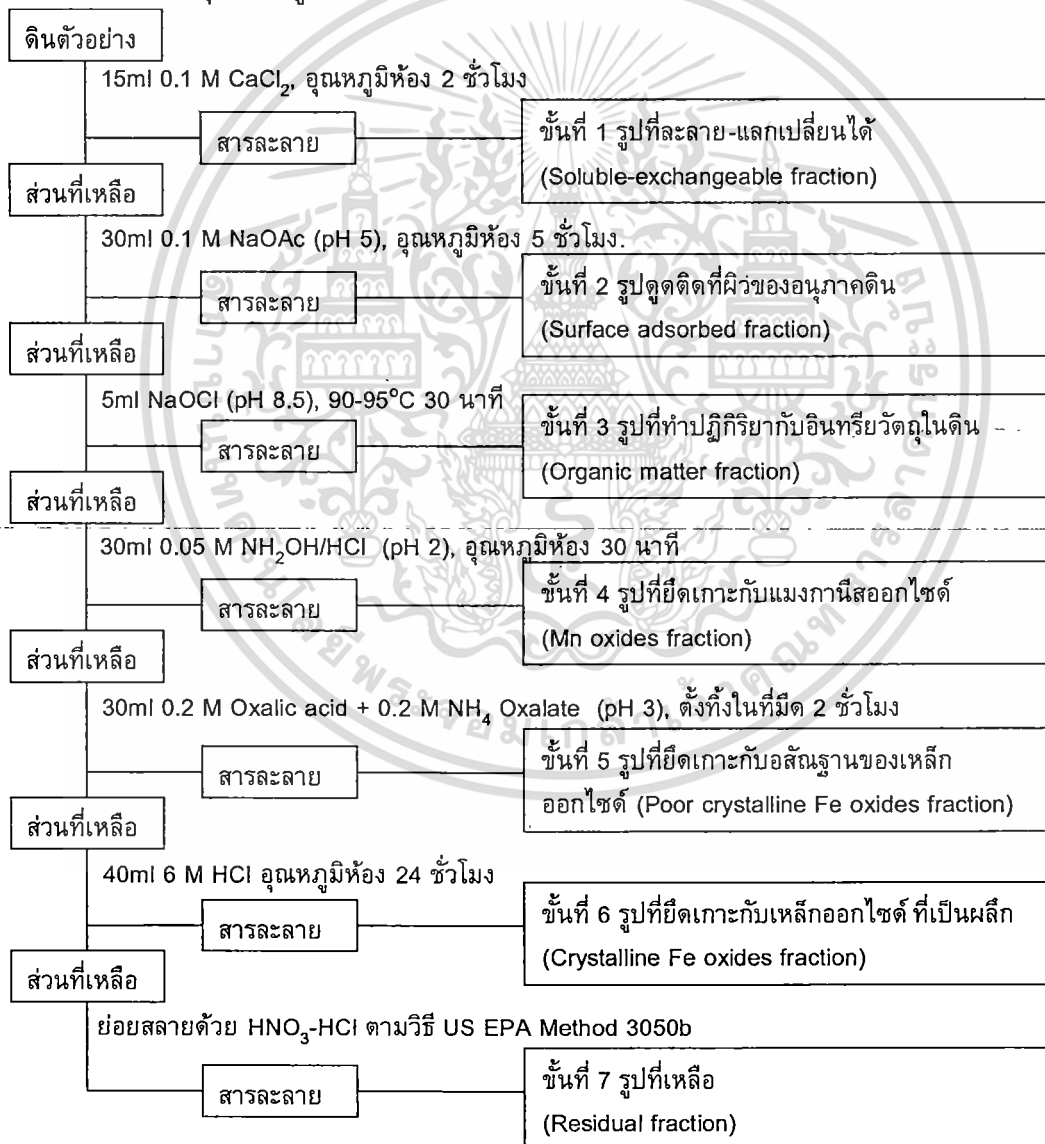 ดินตัวอย่าง
15ml 0.1 M CaCl₂, อุณหภูมิห้อง 2 ชั่วโมง
สารละลาย
ขั้นที่ 1 รูปที่ละลาย-แลกเปลี่ยนได้
(Soluble-exchangeable fraction)
ส่วนที่เหลือ
30ml 0.1 M NaOAc (pH 5), อุณหภูมิห้อง 5 ชั่วโมง.
สารละลาย
ขั้นที่ 2 รูปดูดติดที่ผิวของอนุภาคดิน
(Surface adsorbed fraction)
ส่วนที่เหลือ
5ml NaOCl (pH 8.5), 90-95°C 30 นาที
สารละลาย
ขั้นที่ 3 รูปที่ทำปฏิกิริยากับอินทรียวัตถุในดิน
(Organic matter fraction)
ส่วนที่เหลือ
30ml 0.05 M NH₂OH/HCl (pH 2), อุณหภูมิห้อง 30 นาที
สารละลาย
ขั้นที่ 4 รูปที่ยึดเกาะกับแมงกานีสออกไซด์
(Mn oxides fraction)
ส่วนที่เหลือ
30ml 0.2 M Oxalic acid + 0.2 M NH₄ Oxalate (pH 3), ตั้งทิ้งในที่มืด 2 ชั่วโมง
สารละลาย
ขั้นที่ 5 รูปที่ยึดเกาะกับอสัณฐานของเหล็ก
ออกไซด์ (Poor crystalline Fe oxides fraction)
ส่วนที่เหลือ
40ml 6 M HCl อุณหภูมิห้อง 24 ชั่วโมง
สารละลาย
ขั้นที่ 6 รูปที่ยึดเกาะกับเหล็กออกไซด์ ที่เป็นผลึก
(Crystalline Fe oxides fraction)
ส่วนที่เหลือ
ย่อยสลายด้วย HNO₃-HCl ตามวิธี US EPA Method 3050b
สารละลาย
ขั้นที่ 7 รูปที่เหลือ
(Residual fraction)